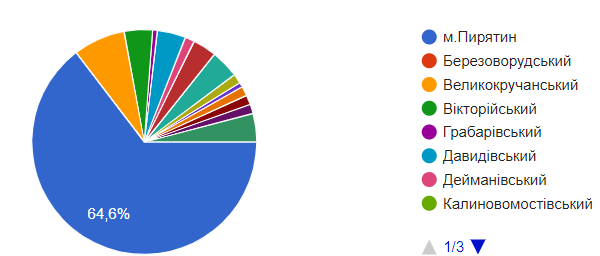 м.Пирятин
Березоворудський
Великокручанський
Вікторійський
Грабарівський
Давидівський
Дейманівський
Калиновомостівський
64,6%
1/3